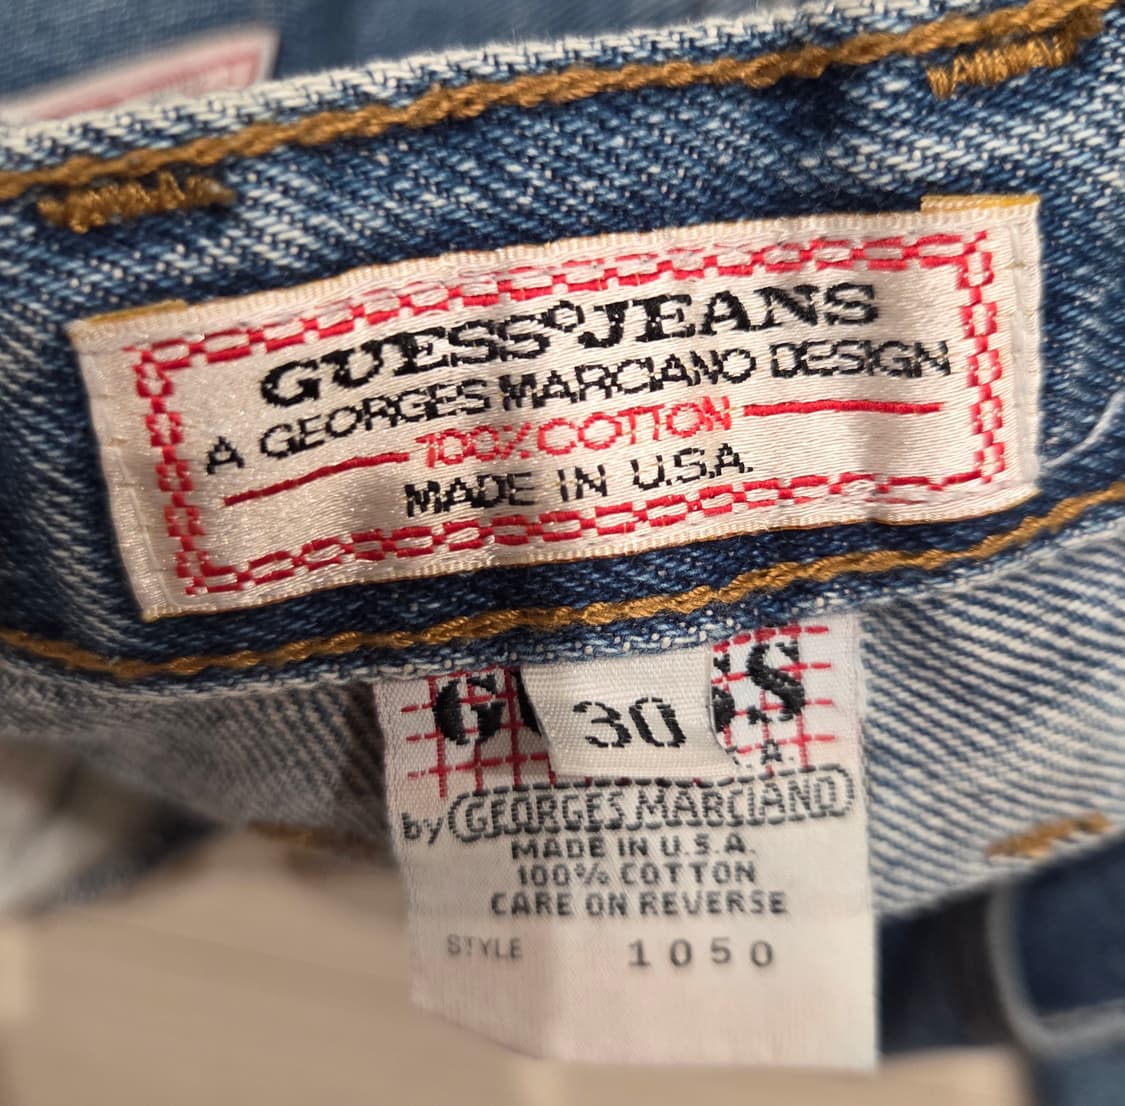 GUESS°JEANS
A GEORGES MARCIANO DESIGN
100% COTTON
MADE IN U.S.A.
30
by GEORGES MARCIANO
MADE IN U.S.A.
100% COTTON
CARE ON REVERSE
STYLE 1050